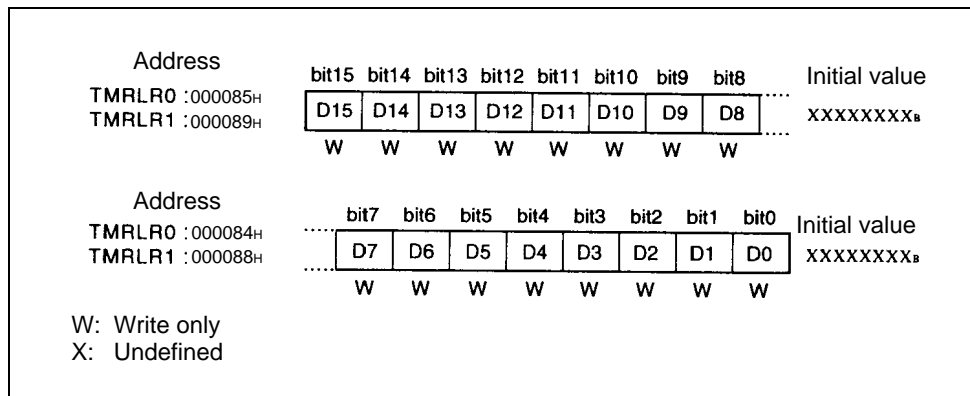 Address
bit15 bit14 bit13 bit12 bit11 bit10 bit9 bit8 Initial value
TMRLR0 :000085H
TMRLR1 :000089H
D15 D14 D13 D12 D11 D10 D9 D8 XXXXXXXXB
W W W W W W W W
Address
bit7 bit6 bit5 bit4 bit3 bit2 bit1 bit0 Initial value
TMRLR0 :000084H
TMRLR1 :000088H
D7 D6 D5 D4 D3 D2 D1 D0 XXXXXXXXB
W W W W W W W W
W: Write only
X: Undefined